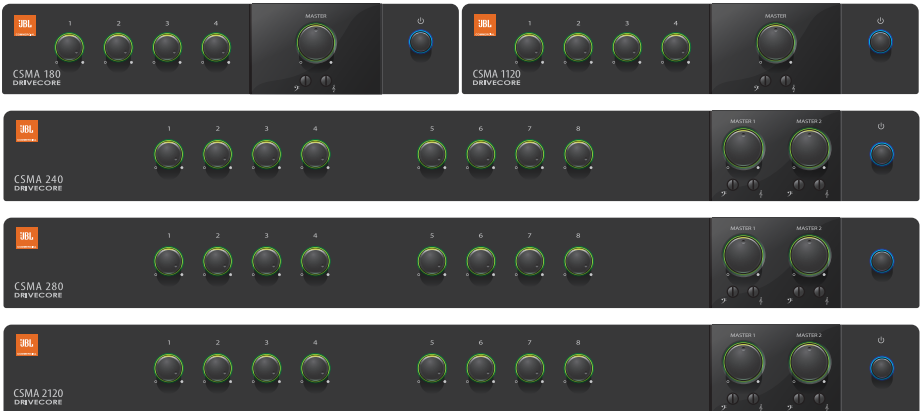 JBL 1 2 3 4 MASTER
CSMA 180
DRIVECORE
JBL 1 2 3 4 MASTER
CSMA 1120
DRIVECORE
JBL 1 2 3 4 5 6 7 8 MASTER 1 MASTER 2
CSMA 240
DRIVECORE
JBL 1 2 3 4 5 6 7 8 MASTER 1 MASTER 2
CSMA 280
DRIVECORE
JBL 1 2 3 4 5 6 7 8 MASTER 1 MASTER 2
CSMA 2120
DRIVECORE